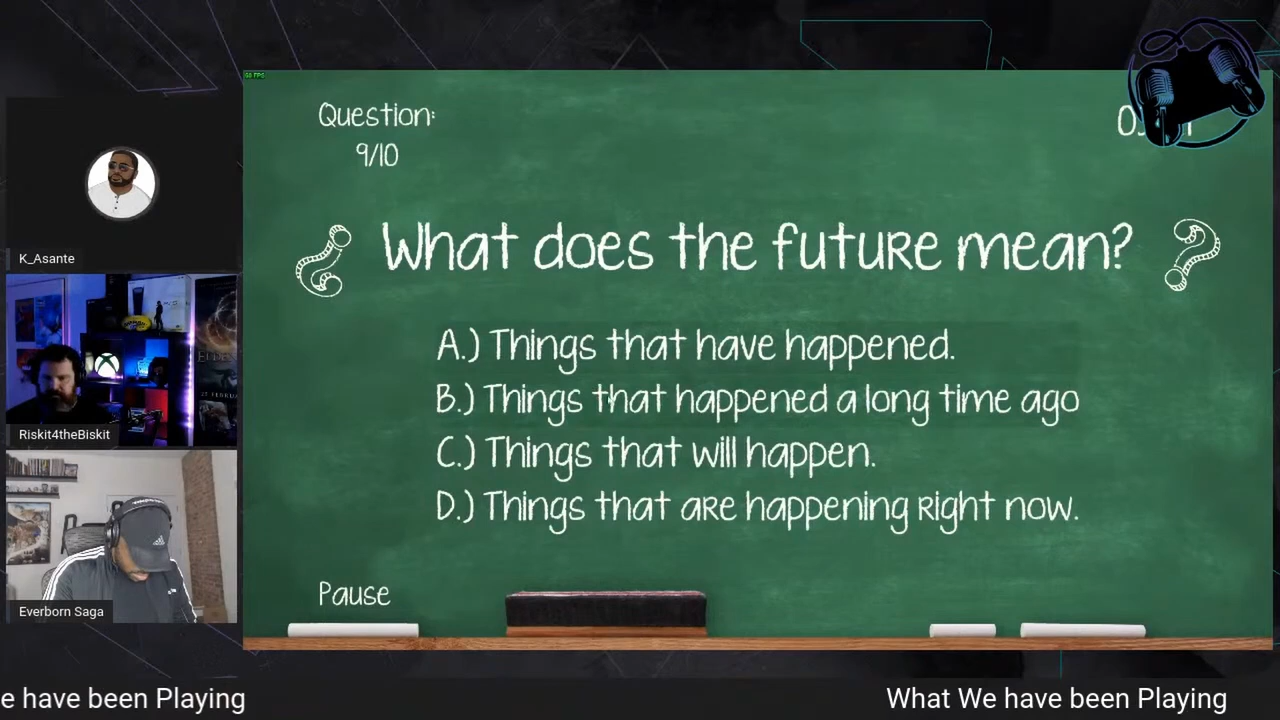 60 FPS
Question:
9/10
What does the future mean?
A.) Things that have happened.
B.) Things that happened a long time ago
C.) Things that will happen.
D.) Things that are happening right now.
Pause
K_Asante
Riskit4theBiskit
Everborn Saga
e have been Playing
What We have been Playing